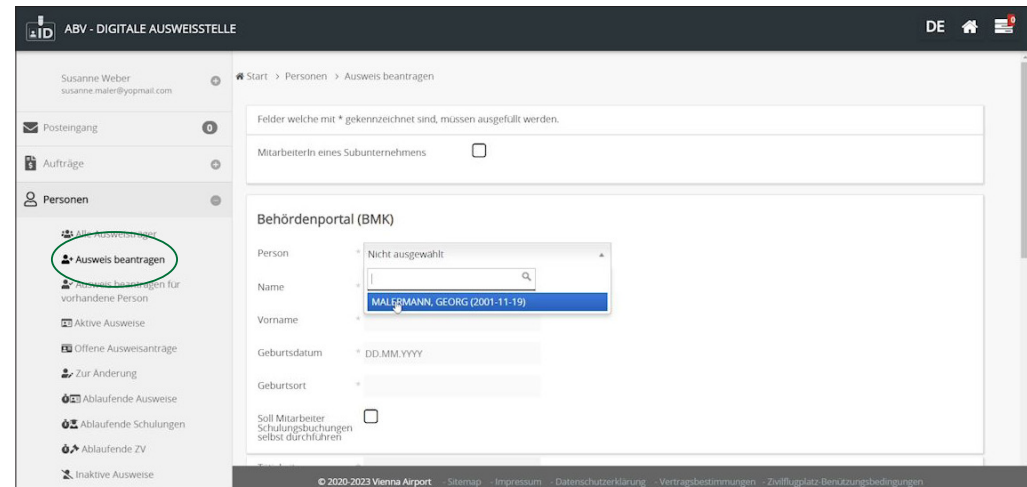 ID ABV - DIGITALE AUSWEISSTELLE
DE
0
Susanne Weber
susanne.maler@yopmail.com
Start > Personen > Ausweis beantragen
Posteingang 0
Aufträge
Personen
Alle Ausweisträger
Ausweis beantragen
Ausweis beantragen für
vorhandene Person
Aktive Ausweise
Offene Ausweisanträge
Zur Änderung
Ablaufende Ausweise
Ablaufende Schulungen
Ablaufende ZV
Inaktive Ausweise
Felder welche mit * gekennzeichnet sind, müssen ausgefüllt werden.
MitarbeiterIn eines Subunternehmens
Behördenportal (BMK)
Person * Nicht ausgewählt
MALERMANN, GEORG (2001-11-19)
Name *
Vorname *
Geburtsdatum * DD.MM.YYYY
Geburtsort *
Soll Mitarbeiter
Schulungsbuchungen
selbst durchführen
© 2020-2023 Vienna Airport - Sitemap - Impressum - Datenschutzerklärung - Vertragsbestimmungen - Zivilflugplatz-Benützungsbedingungen